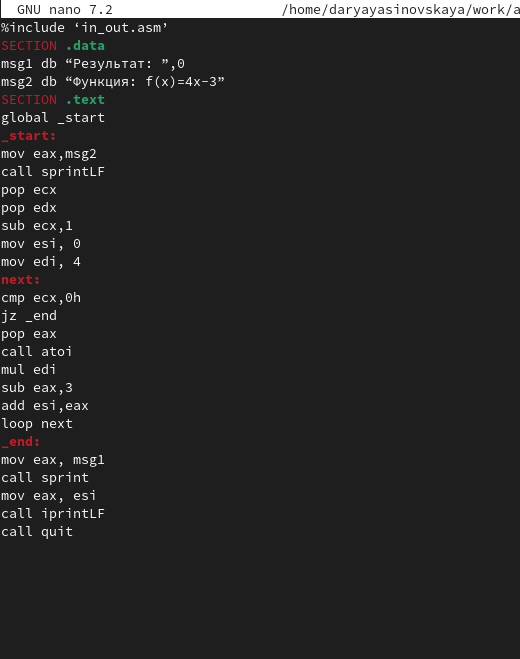 GNU nano 7.2 /home/daryayasinovskaya/work/a
%include ‘in_out.asm’
SECTION .data
msg1 db “Результат: ”,0
msg2 db “Функция: f(x)=4x-3”
SECTION .text
global _start
_start:
mov eax,msg2
call sprintLF
pop ecx
pop edx
sub ecx,1
mov esi, 0
mov edi, 4
next:
cmp ecx,0h
jz _end
pop eax
call atoi
mul edi
sub eax,3
add esi,eax
loop next
_end:
mov eax, msg1
call sprint
mov eax, esi
call iprintLF
call quit